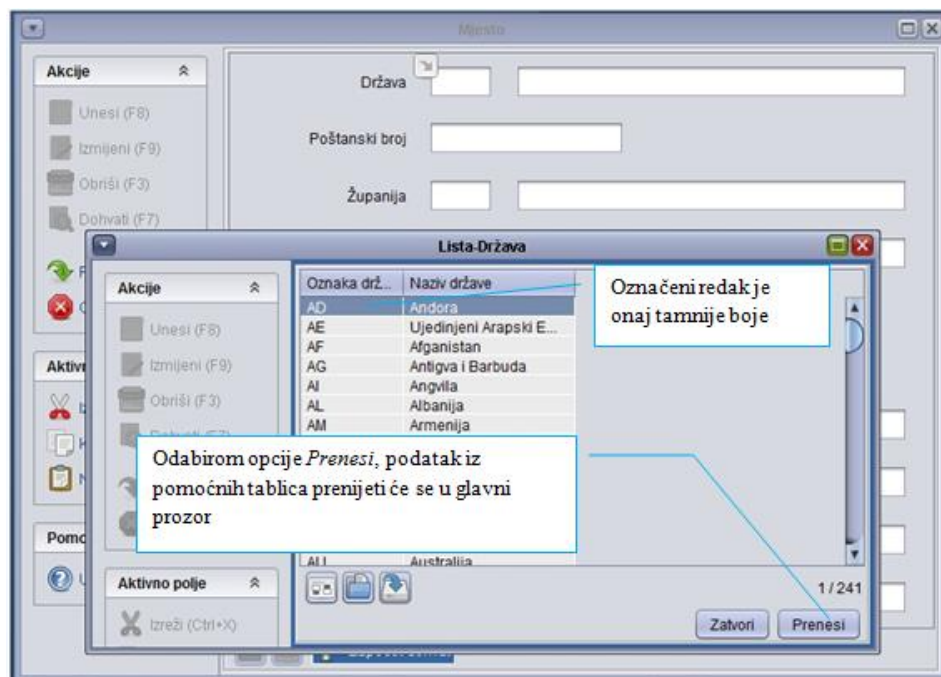 Mjesto
Akcije
Unesi (F8)
Izmijeni (F9)
Obriši (F3)
Dohvati (F7)
Država
Poštanski broj
Županija
Lista-Država
Akcije
Unesi (F8)
Izmijeni (F9)
Obriši (F3)
Dohvati (F7)
Aktivno polje
Izreži (Ctrl+X)
Oznaka drž... Naziv države
AD Andora
AE Ujedinjeni Arapski E...
AF Afganistan
AG Antigva i Barbuda
AI Angvila
AL Albanija
AM Armenija
AU Australija
Označeni redak je
onaj tamnije boje
Odabirom opcije Prenesi, podatak iz
pomoćnih tablica prenijeti će se u glavni
prozor
1 / 241
Zatvori Prenesi